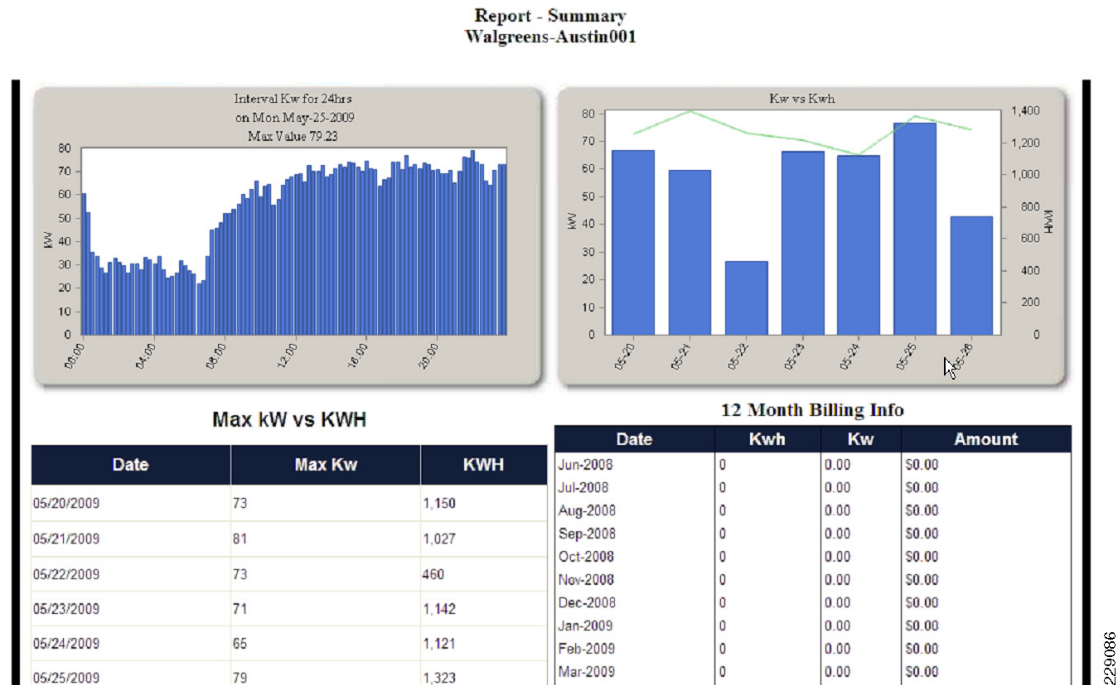 Report - Summary
Walgreens-Austin001
Interval Kw for 24hrs
on Mon May-25-2009
Max Value 79.23
80
70
60
50
40
30
20
10
0
kW
00:00
04:00
08:00
12:00
16:00
20:00
Kw vs Kwh
80
70
60
50
40
30
20
10
0
kW
1,400
1,200
1,000
800
600
400
200
0
KWH
05-20
05-21
05-22
05-23
05-24
05-25
05-26
Max kW vs KWH
Date Max Kw KWH
05/20/2009 73 1,150
05/21/2009 81 1,027
05/22/2009 73 460
05/23/2009 71 1,142
05/24/2009 65 1,121
05/25/2009 79 1,323
12 Month Billing Info
Date Kwh Kw Amount
Jun-2008 0 0.00 $0.00
Jul-2008 0 0.00 $0.00
Aug-2008 0 0.00 $0.00
Sep-2008 0 0.00 $0.00
Oct-2008 0 0.00 $0.00
Nov-2008 0 0.00 $0.00
Dec-2008 0 0.00 $0.00
Jan-2009 0 0.00 $0.00
Feb-2009 0 0.00 $0.00
Mar-2009 0 0.00 $0.00
229086